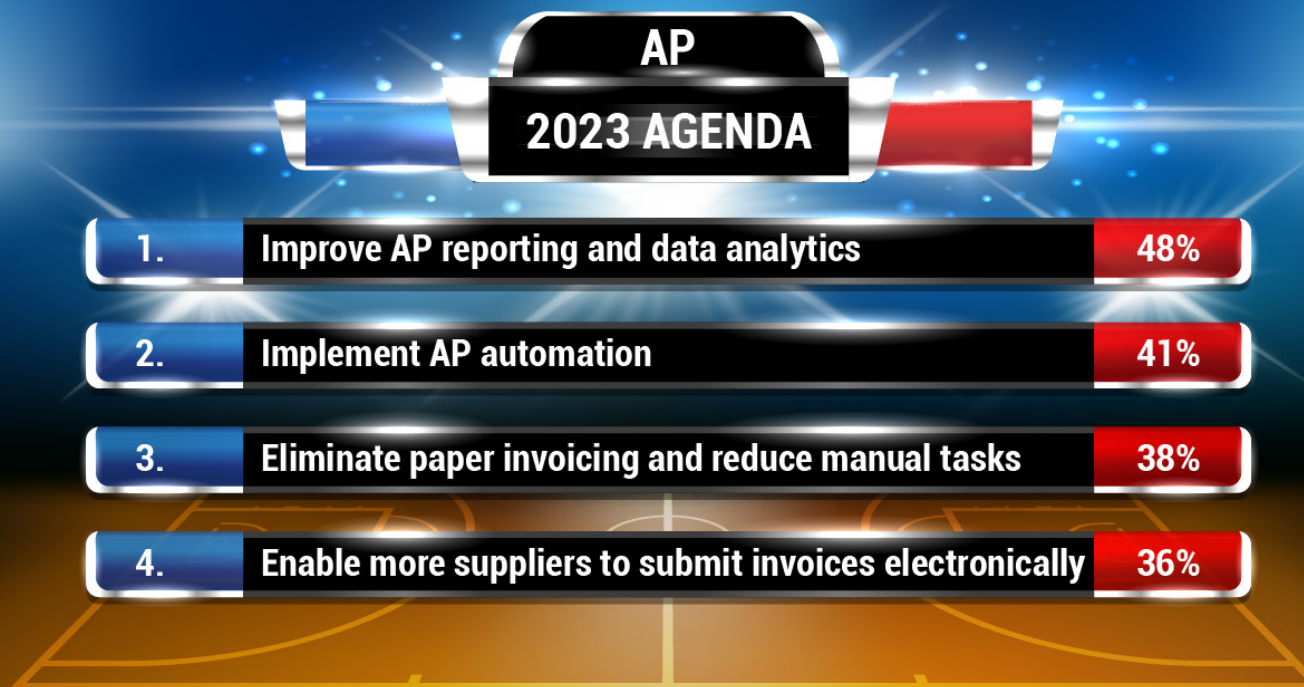 AP
2023 AGENDA
1. Improve AP reporting and data analytics 48%
2. Implement AP automation 41%
3. Eliminate paper invoicing and reduce manual tasks 38%
4. Enable more suppliers to submit invoices electronically 36%